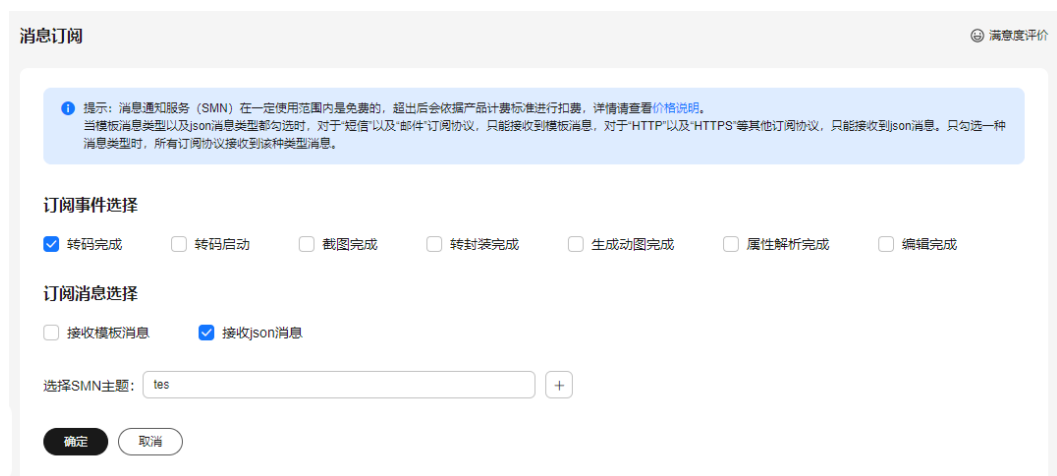 消息订阅
满意度评价
提示：消息通知服务（SMN）在一定使用范围内是免费的，超出后会依据产品计费标准进行扣费，详情请查看价格说明。
当模板消息类型以及json消息类型都勾选时，对于“短信”以及“邮件”订阅协议，只能接收到模板消息，对于“HTTP”以及“HTTPS”等其他订阅协议，只能接收到json消息。只勾选一种
消息类型时，所有订阅协议接收到该种类型消息。
订阅事件选择
转码完成 转码启动 截图完成 转封装完成 生成动图完成 属性解析完成 编辑完成
订阅消息选择
接收模板消息 接收json消息
选择SMN主题： tes
确定 取消